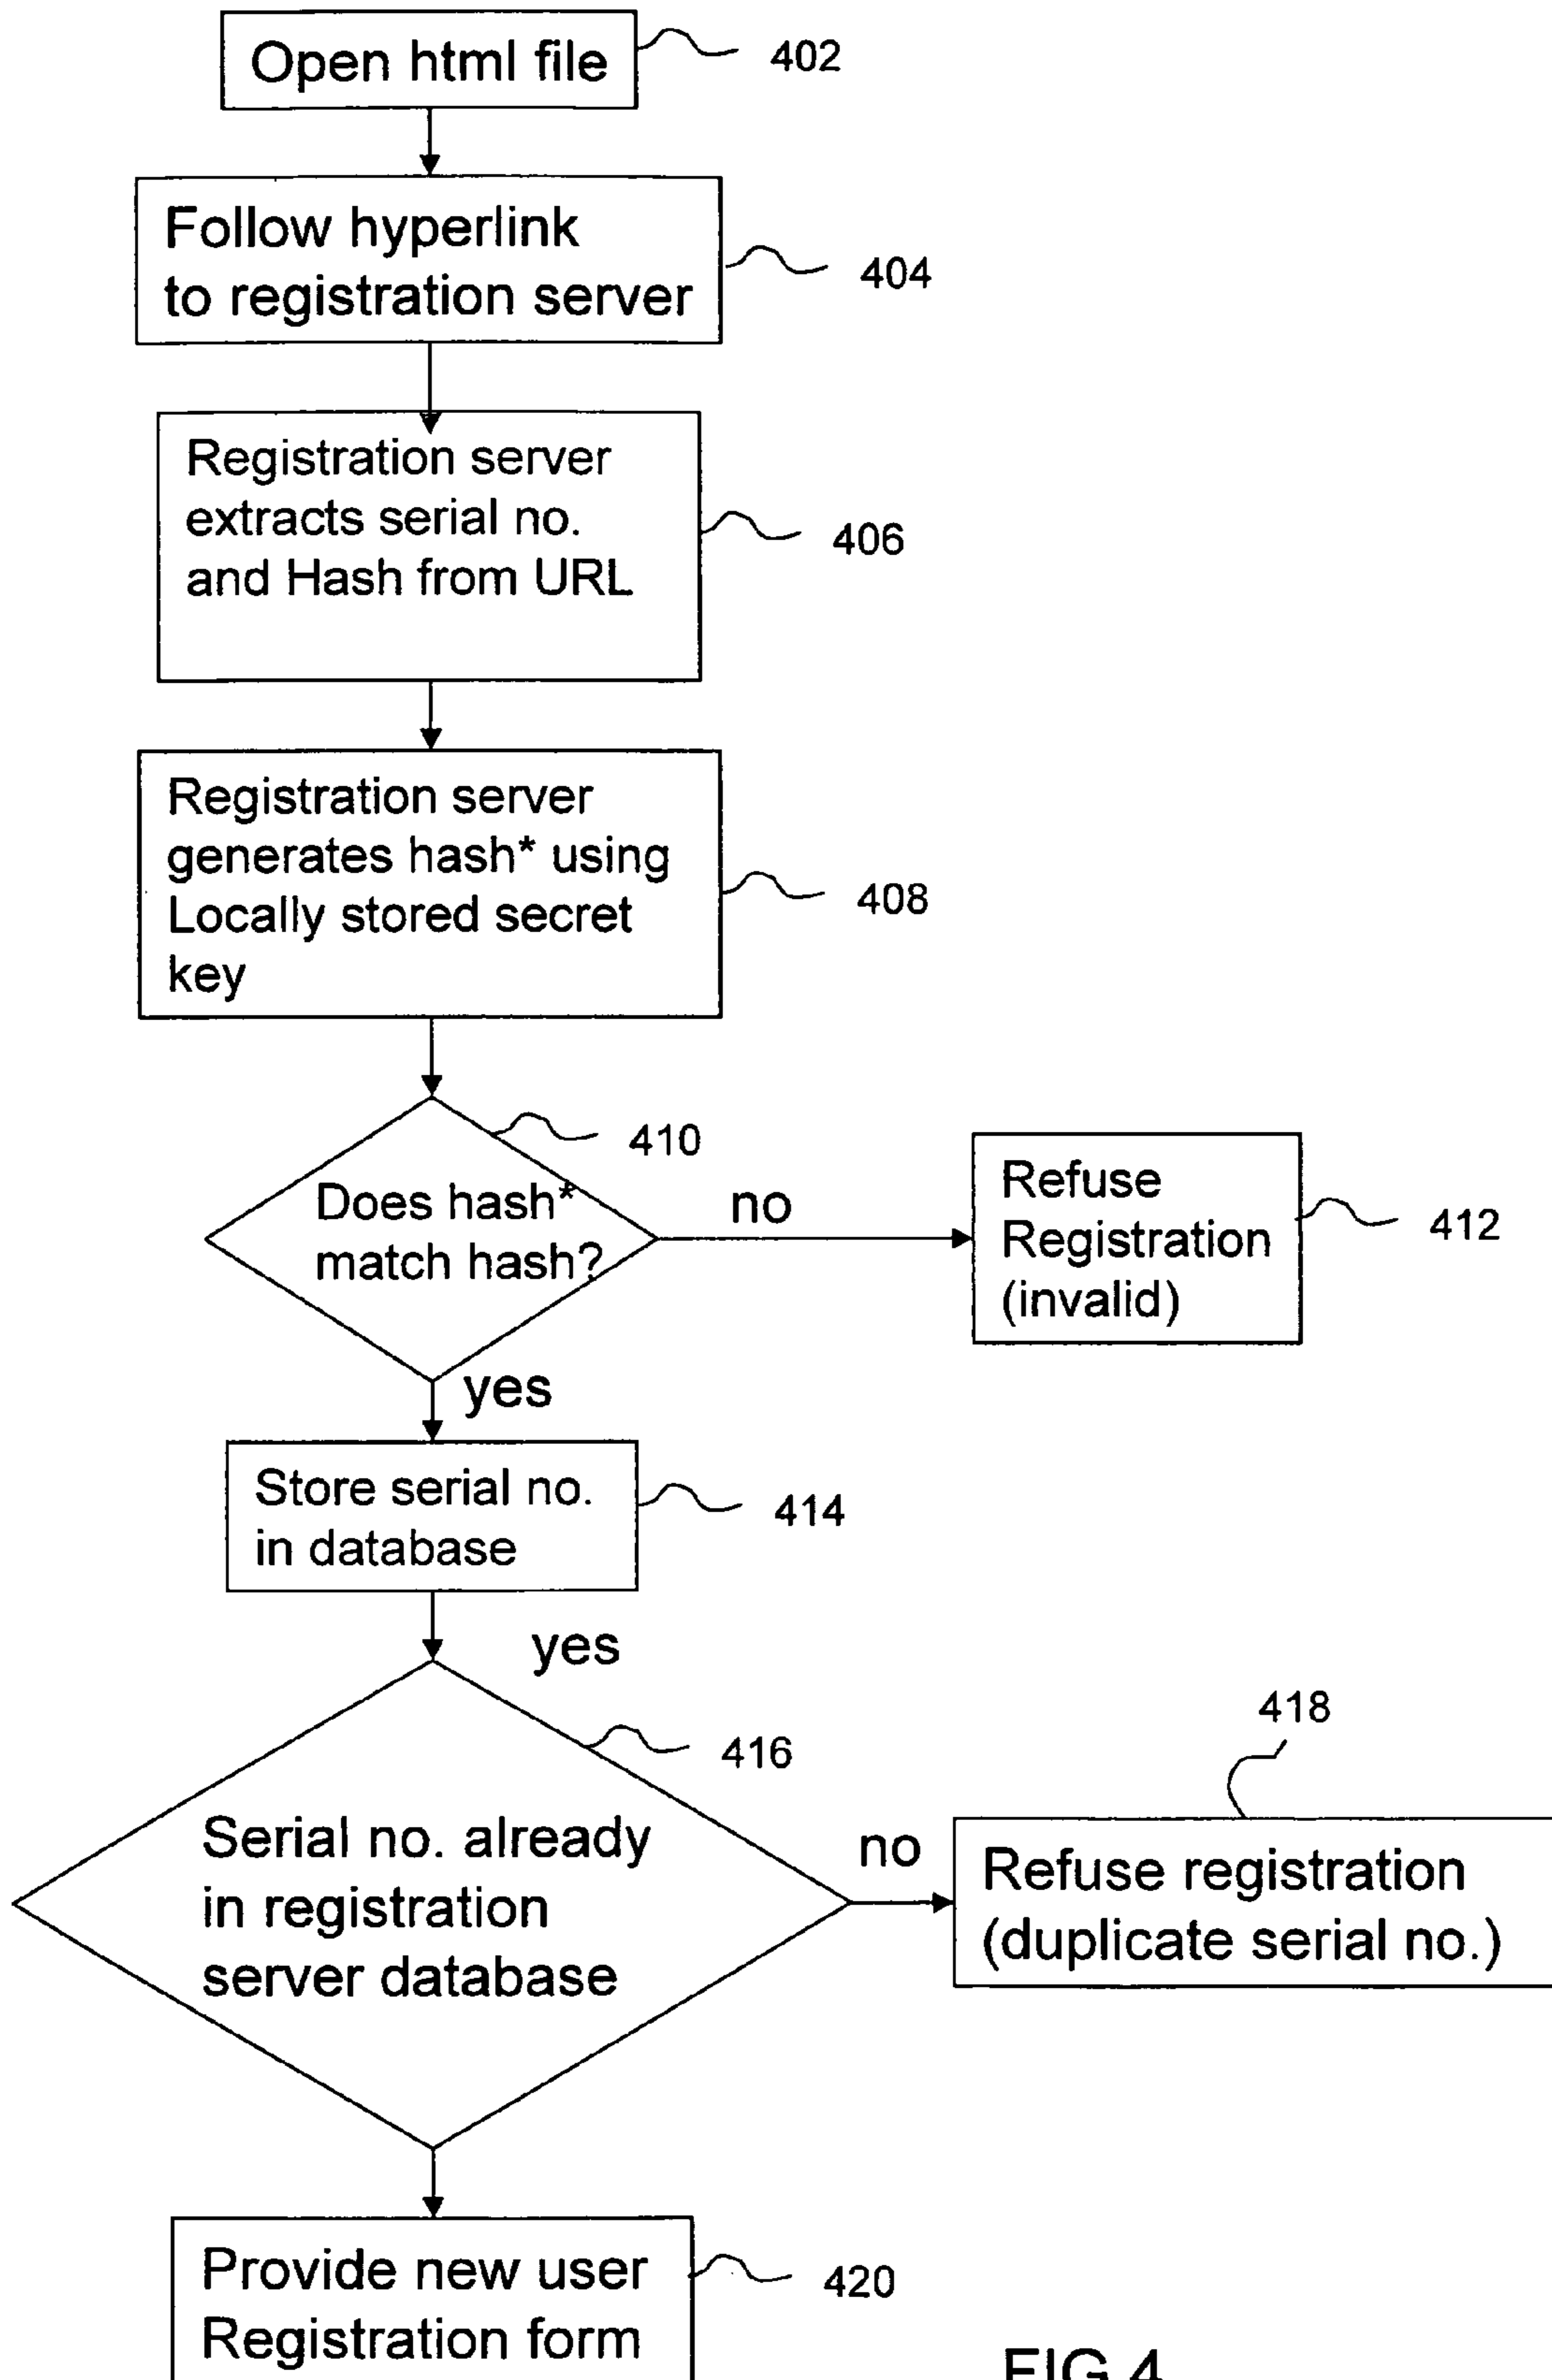 Open html file
402
Follow hyperlink
to registration server
404
Registration server
extracts serial no.
and Hash from URL
406
Registration server
generates hash* using
Locally stored secret
key
408
410
Does hash*
match hash?
no
Refuse
Registration
(invalid)
412
yes
Store serial no.
in database
414
yes
416
418
Serial no. already
in registration
server database
no
Refuse registration
(duplicate serial no.)
Provide new user
Registration form
420
FIG 4